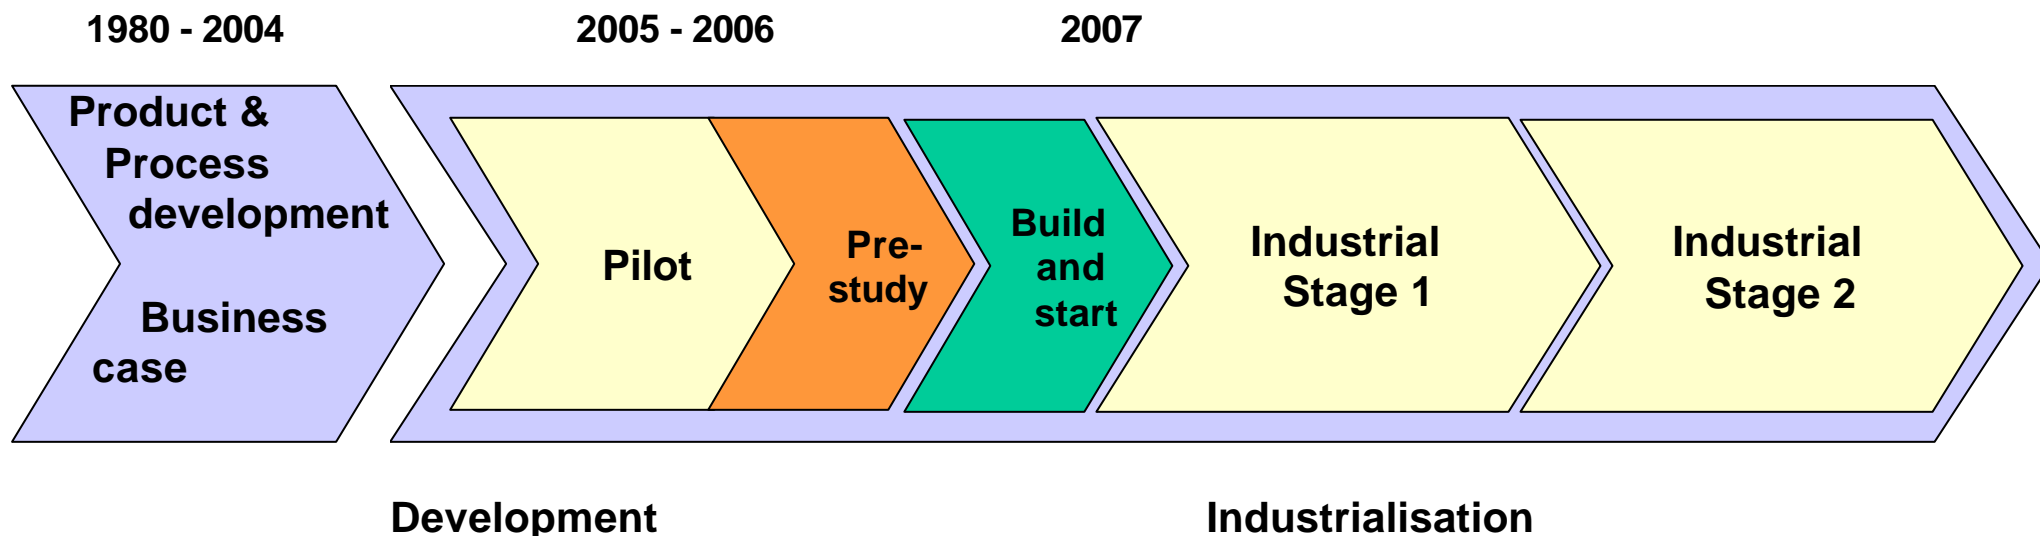 1980 - 2004
2005 - 2006
2007
Product &
Process
development
Business
case
Pilot
Pre-
study
Build
and
start
Industrial
Stage 1
Industrial
Stage 2
Development
Industrialisation